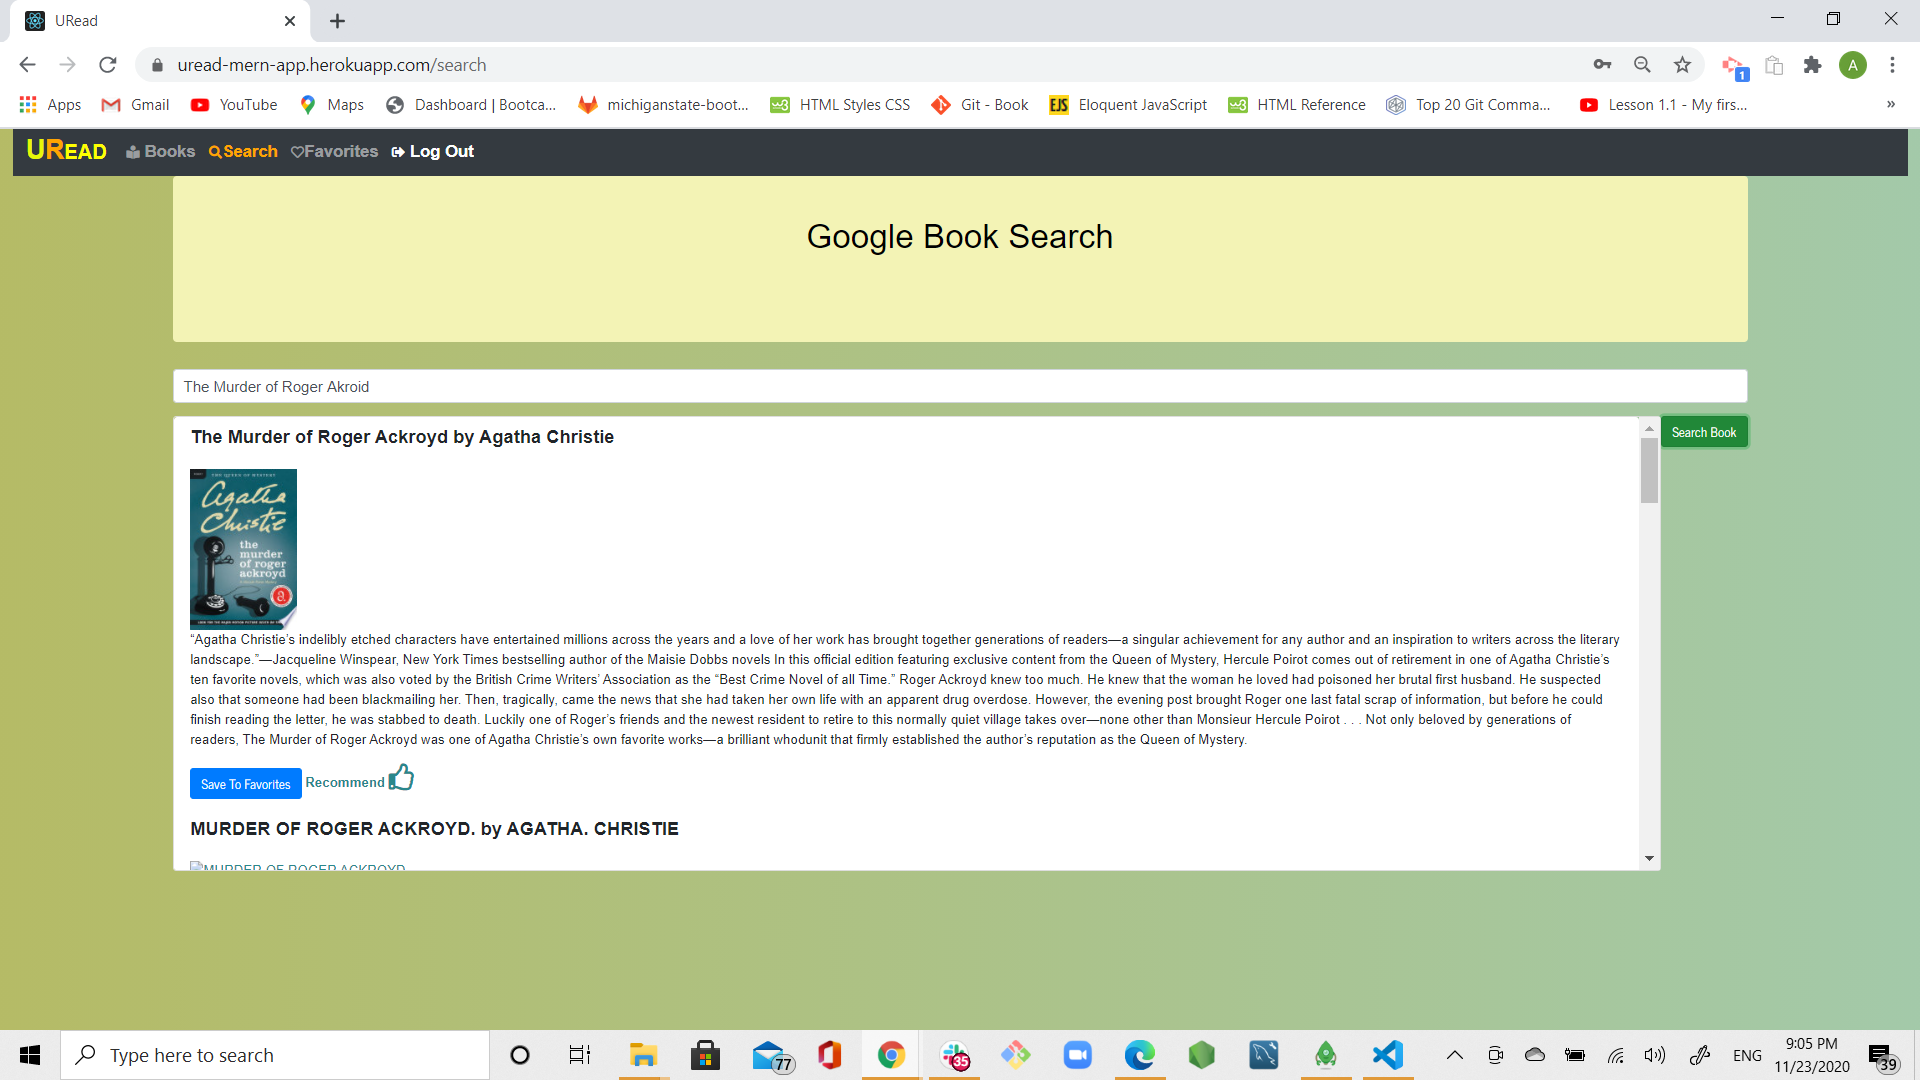 URead
uread-mern-app.herokuapp.com/search
A
1
Apps Gmail YouTube Maps Dashboard | Bootca... michiganstate-boot... HTML Styles CSS Git - Book EJS Eloquent JavaScript HTML Reference Top 20 Git Comma... Lesson 1.1 - My firs... »
UREAD Books Search Favorites Log Out
Google Book Search
The Murder of Roger Akroid
Search Book
The Murder of Roger Ackroyd by Agatha Christie
Agatha
Christie
the
murder
of roger
ackroyd
“Agatha Christie’s indelibly etched characters have entertained millions across the years and a love of her work has brought together generations of readers—a singular achievement for any author and an inspiration to writers across the literary
landscape.”—Jacqueline Winspear, New York Times bestselling author of the Maisie Dobbs novels In this official edition featuring exclusive content from the Queen of Mystery, Hercule Poirot comes out of retirement in one of Agatha Christie’s
ten favorite novels, which was also voted by the British Crime Writers’ Association as the “Best Crime Novel of all Time.” Roger Ackroyd knew too much. He knew that the woman he loved had poisoned her brutal first husband. He suspected
also that someone had been blackmailing her. Then, tragically, came the news that she had taken her own life with an apparent drug overdose. However, the evening post brought Roger one last fatal scrap of information, but before he could
finish reading the letter, he was stabbed to death. Luckily one of Roger’s friends and the newest resident to retire to this normally quiet village takes over—none other than Monsieur Hercule Poirot . . . Not only beloved by generations of
readers, The Murder of Roger Ackroyd was one of Agatha Christie’s own favorite works—a brilliant whodunit that firmly established the author’s reputation as the Queen of Mystery.
Save To Favorites Recommend
MURDER OF ROGER ACKROYD. by AGATHA. CHRISTIE
MURDER OF ROGER ACKROYD
Type here to search
77
35
ENG
9:05 PM
11/23/2020
39